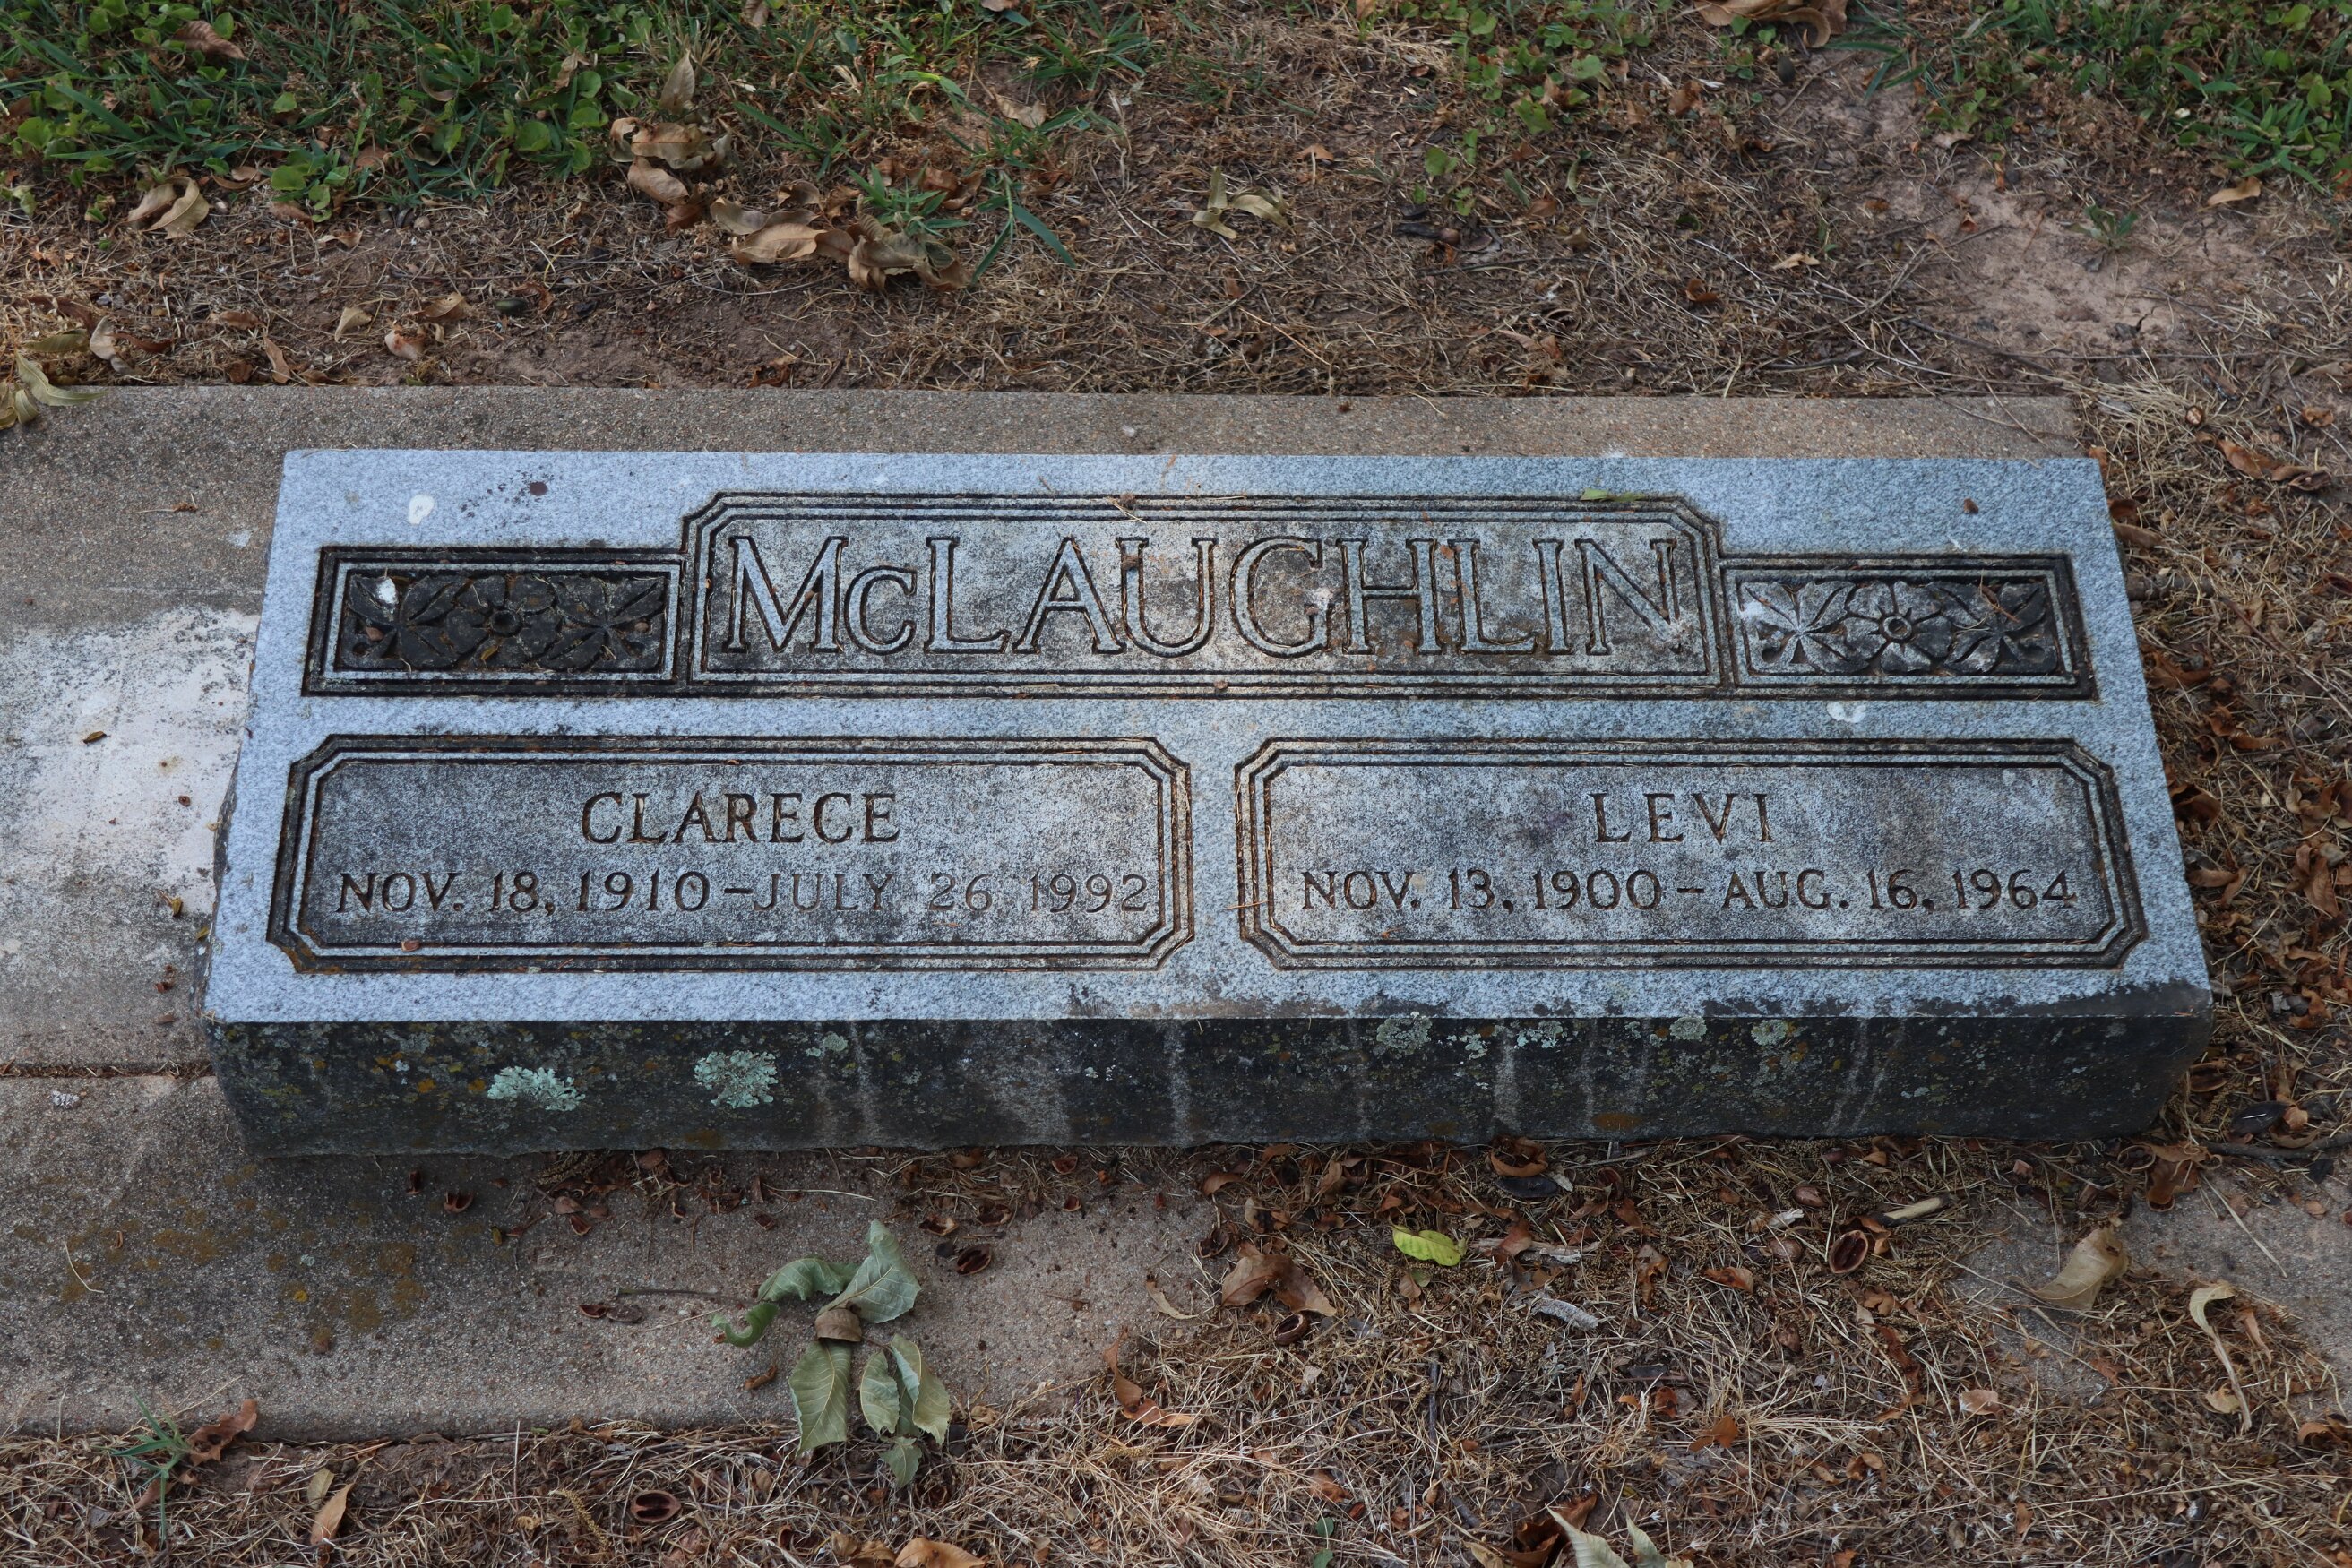 McLAUGHLIN
CLARECE
NOV. 18, 1910 – JULY 26 1992
LEVI
NOV. 13, 1900 – AUG. 16, 1964